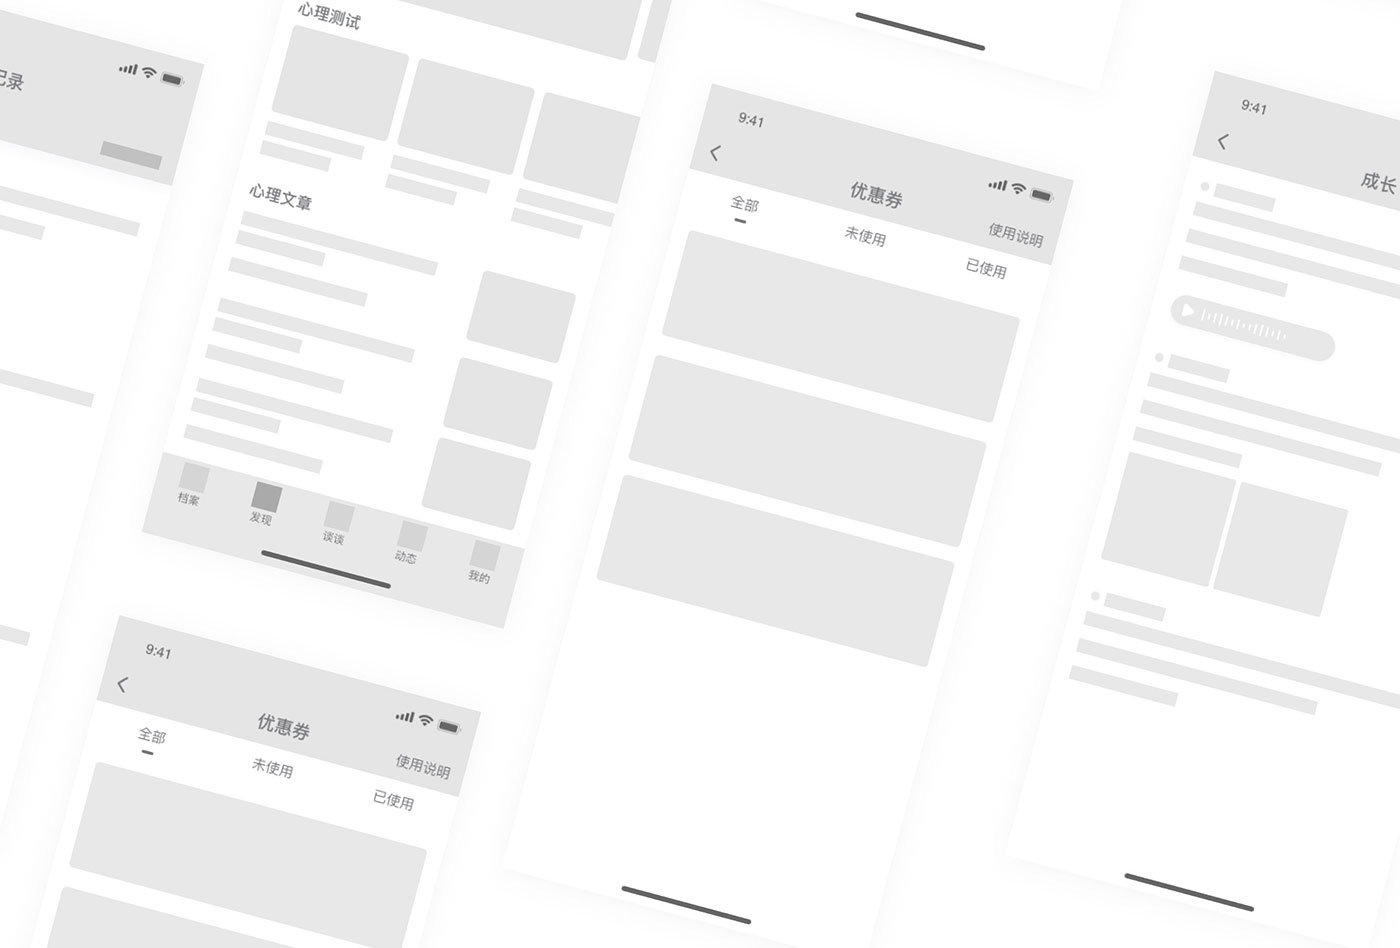 记录
心理测试
心理文章
档案
发现
谈谈
动态
我的
9:41
优惠券
使用说明
全部
未使用
已使用
9:41
成长
9:41
优惠券
使用说明
全部
未使用
已使用